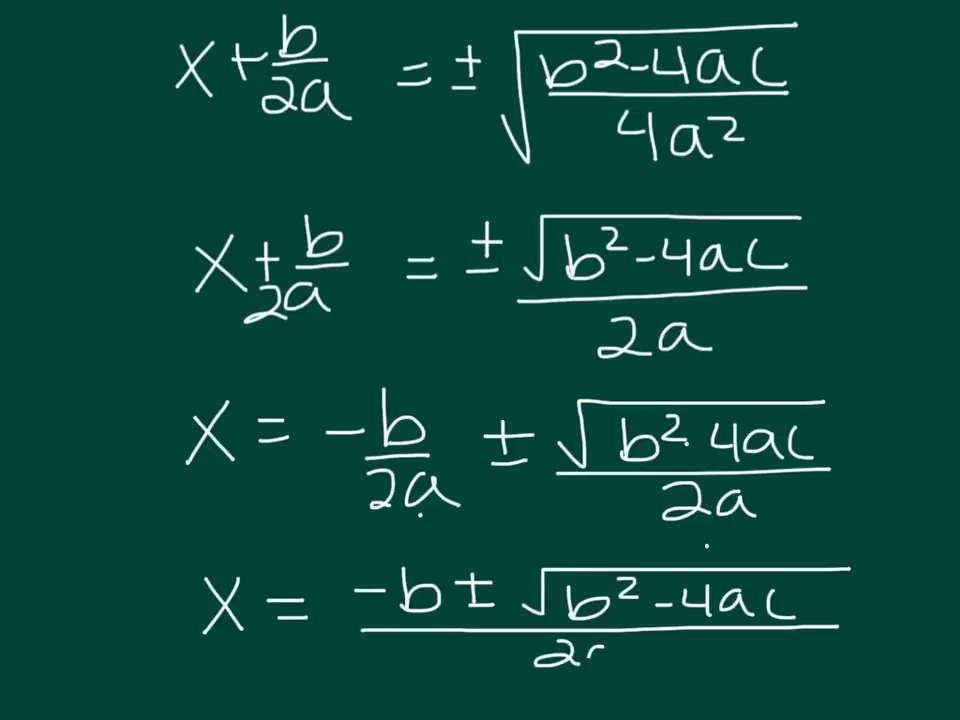 x + b/2a = ± √(b² - 4ac / 4a²)
x + b/2a = ± √(b² - 4ac) / 2a
x = - b/2a ± √(b² 4ac) / 2a
x = -b ± √(b² - 4ac) / 2